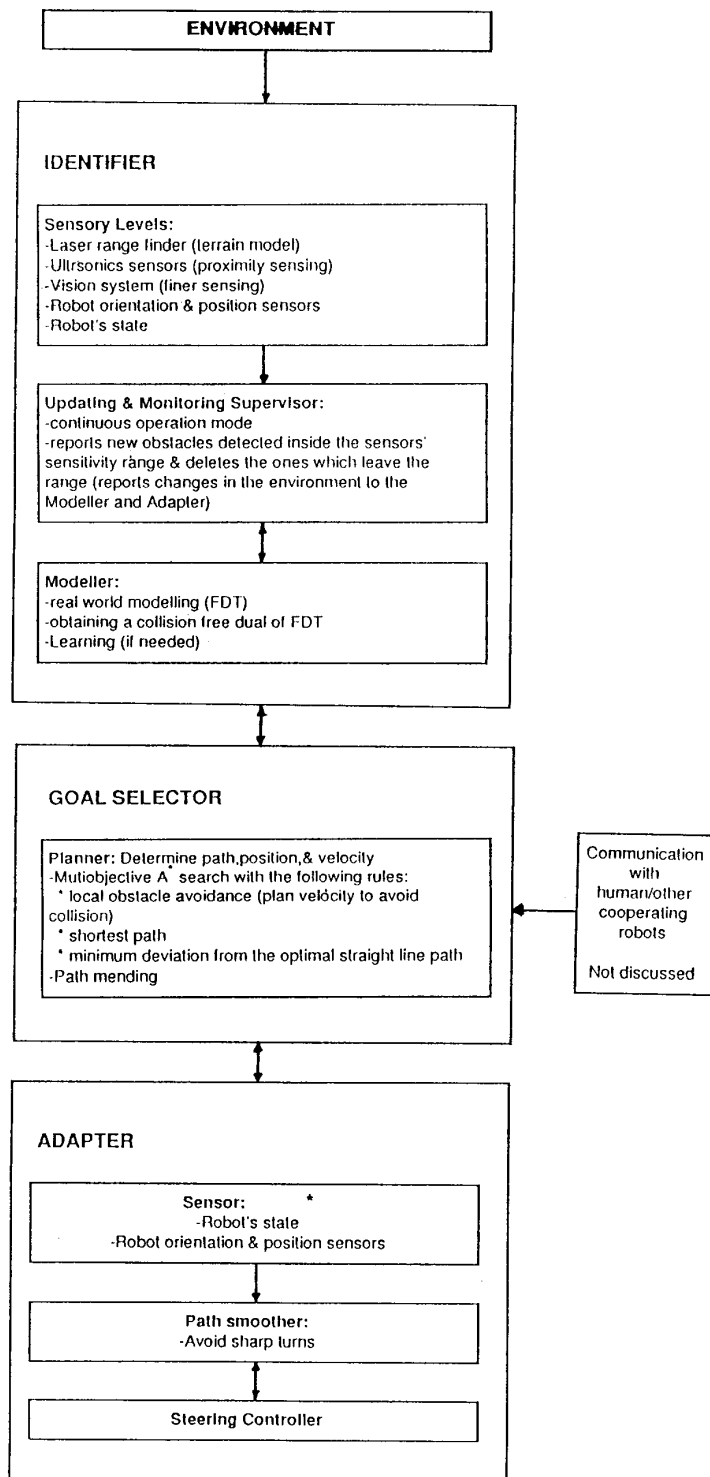 ENVIRONMENT
IDENTIFIER
Sensory Levels:
-Laser range finder (terrain model)
-Ultrsonics sensors (proximity sensing)
-Vision system (finer sensing)
-Robot orientation & position sensors
-Robot's state
Updating & Monitoring Supervisor:
-continuous operation mode
-reports new obstacles detected inside the sensors'
sensitivity range & deletes the ones which leave the
range (reports changes in the environment to the
Modeller and Adapter)
Modeller:
-real world modelling (FDT)
-obtaining a collision free dual of FDT
-Learning (if needed)
GOAL SELECTOR
Planner: Determine path,position,& velocity
-Mutiobjective A* search with the following rules:
* local obstacle avoidance (plan velocity to avoid
collision)
* shortest path
* minimum deviation from the optimal straight line path
-Path mending
Communication
with
human/other
cooperating
robots
Not discussed
ADAPTER
Sensor: *
-Robot's state
-Robot orientation & position sensors
Path smoother:
-Avoid sharp turns
Steering Controller